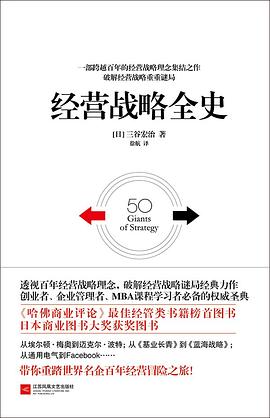 一部跨越百年的经营战略理念集结之作
破解经营战略重重谜局
经营战略全史
[日]三谷宏治 著
徐航 译
50
Giants
of Strategy
透视百年经营战略理念，破解经营战略谜局经典力作
创业者、企业管理者、MBA课程学习者必备的权威圣典
《哈佛商业评论》最佳经管类书籍榜首图书
日本商业图书大奖获奖图书
从埃尔顿·梅奥到迈克尔·波特；从《基业长青》到《蓝海战略》；
从通用电气到Facebook……
带你重踏世界名企百年经营冒险之旅！
江苏凤凰文艺出版社